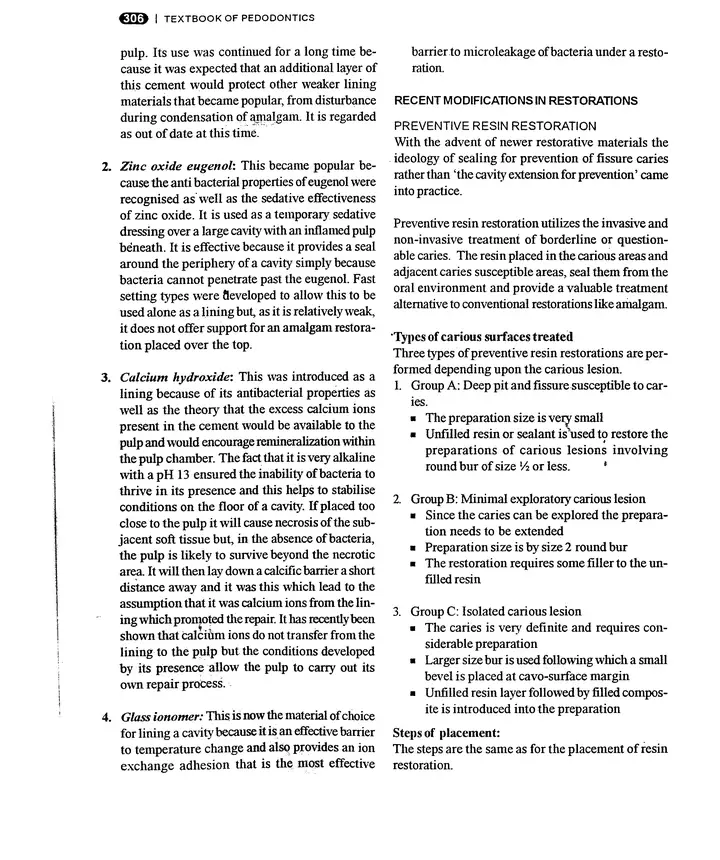 306 | TEXTBOOK OF PEDODONTICS
pulp. Its use was continued for a long time be-
cause it was expected that an additional layer of
this cement would protect other weaker lining
materials that became popular, from disturbance
during condensation of amalgam. It is regarded
as out of date at this time.
2. Zinc oxide eugenol: This became popular be-
cause the anti bacterial properties of eugenol were
recognised as well as the sedative effectiveness
of zinc oxide. It is used as a temporary sedative
dressing over a large cavity with an inflamed pulp
beneath. It is effective because it provides a seal
around the periphery of a cavity simply because
bacteria cannot penetrate past the eugenol. Fast
setting types were developed to allow this to be
used alone as a lining but, as it is relatively weak,
it does not offer support for an amalgam restora-
tion placed over the top.
3. Calcium hydroxide: This was introduced as a
lining because of its antibacterial properties as
well as the theory that the excess calcium ions
present in the cement would be available to the
pulp and would encourage remineralization within
the pulp chamber. The fact that it is very alkaline
with a pH 13 ensured the inability of bacteria to
thrive in its presence and this helps to stabilise
conditions on the floor of a cavity. If placed too
close to the pulp it will cause necrosis of the sub-
jacent soft tissue but, in the absence of bacteria,
the pulp is likely to survive beyond the necrotic
area. It will then lay down a calcific barrier a short
distance away and it was this which lead to the
assumption that it was calcium ions from the lin-
ing which promoted the repair. It has recently been
shown that calcium ions do not transfer from the
lining to the pulp but the conditions developed
by its presence allow the pulp to carry out its
own repair process.
4. Glass ionomer: This is now the material of choice
for lining a cavity because it is an effective barrier
to temperature change and also provides an ion
exchange adhesion that is the most effective
barrier to microleakage of bacteria under a resto-
ration.
RECENT MODIFICATIONS IN RESTORATIONS
PREVENTIVE RESIN RESTORATION
With the advent of newer restorative materials the
ideology of sealing for prevention of fissure caries
rather than 'the cavity extension for prevention' came
into practice.
Preventive resin restoration utilizes the invasive and
non-invasive treatment of borderline or question-
able caries. The resin placed in the carious areas and
adjacent caries susceptible areas, seal them from the
oral environment and provide a valuable treatment
alternative to conventional restorations like amalgam.
Types of carious surfaces treated
Three types of preventive resin restorations are per-
formed depending upon the carious lesion.
1. Group A: Deep pit and fissure susceptible to car-
ies.
▪ The preparation size is very small
▪ Unfilled resin or sealant is used to restore the
preparations of carious lesions involving
round bur of size ½ or less.
2. Group B: Minimal exploratory carious lesion
▪ Since the caries can be explored the prepara-
tion needs to be extended
▪ Preparation size is by size 2 round bur
▪ The restoration requires some filler to the un-
filled resin
3. Group C: Isolated carious lesion
▪ The caries is very definite and requires con-
siderable preparation
▪ Larger size bur is used following which a small
bevel is placed at cavo-surface margin
▪ Unfilled resin layer followed by filled compos-
ite is introduced into the preparation
Steps of placement:
The steps are the same as for the placement of resin
restoration.